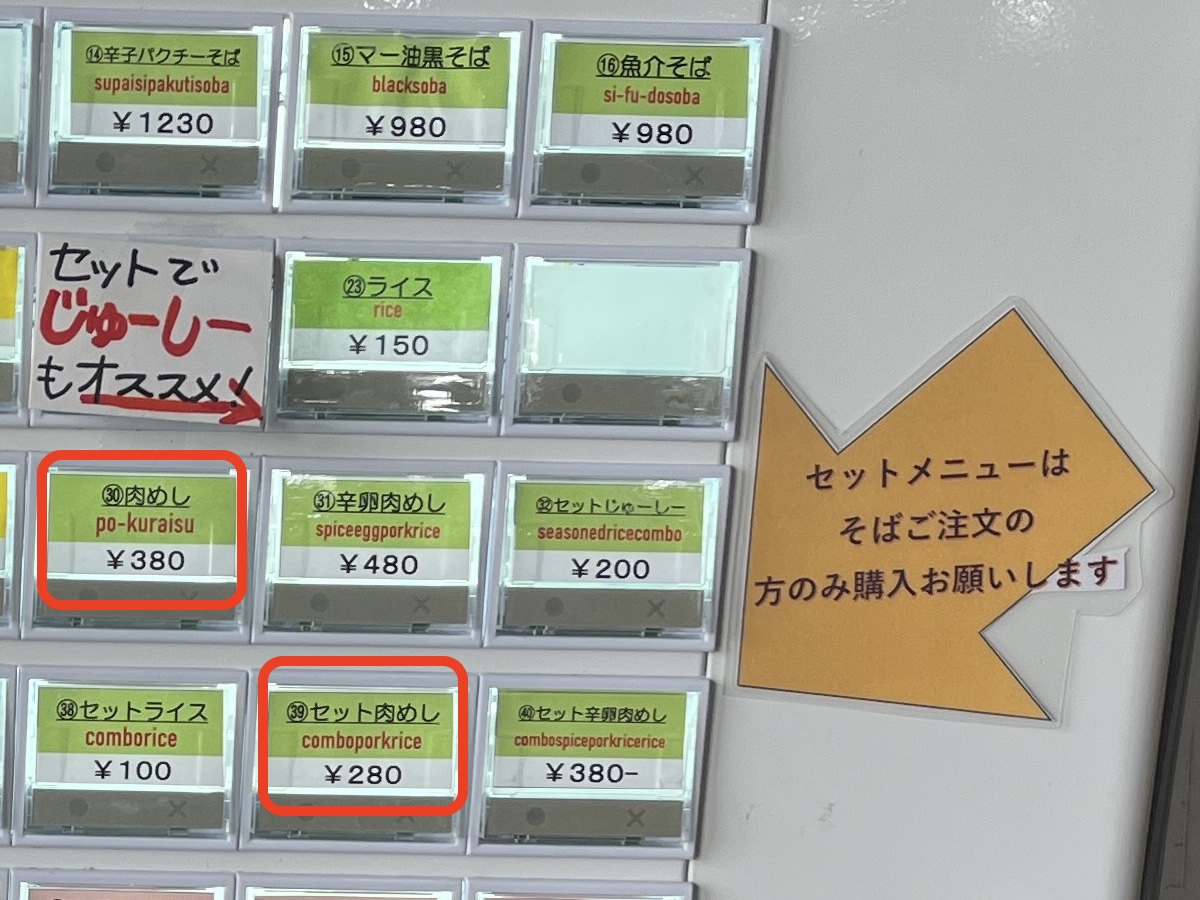 ⑭辛子パクチーそば
supaisipakutisoba
¥1230
⑮マー油黒そば
blacksoba
¥980
⑯魚介そば
si-fu-dosoba
¥980
セットで
じゅーしー
もオススメ!
㉓ライス
rice
¥150
㉚肉めし
po-kuraisu
¥380
㉛辛卵肉めし
spiceeggporkrice
¥480
㉜セットじゅーしー
seasonedricecombo
¥200
㊳セットライス
comborice
¥100
㊴セット肉めし
comboporkrice
¥280
㊵セット辛卵肉めし
combospiceporkricerice
¥380-
セットメニューは
そばご注文の
方のみ購入お願いします